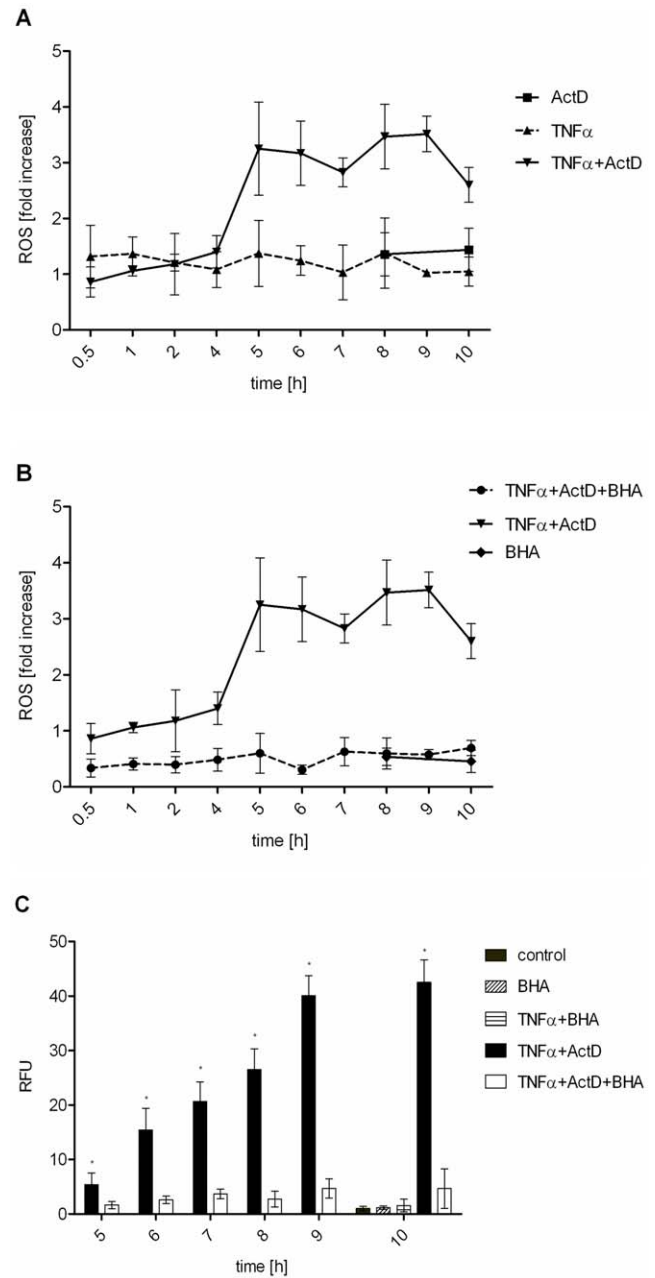 A
5
4
3
2
1
0
ROS [fold increase]
0.5 1 2 4 5 6 7 8 9 10
time [h]
ActD
TNFα
TNFα+ActD
B
5
4
3
2
1
0
ROS [fold increase]
0.5 1 2 4 5 6 7 8 9 10
time [h]
TNFα+ActD+BHA
TNFα+ActD
BHA
C
50
40
30
20
10
0
RFU
* * * * * *
5 6 7 8 9 10
time [h]
control
BHA
TNFα+BHA
TNFα+ActD
TNFα+ActD+BHA